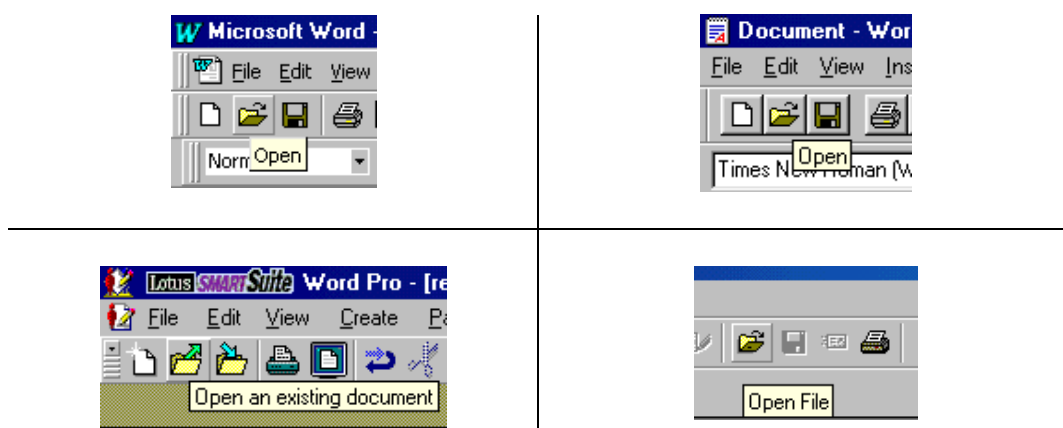 W Microsoft Word -
File Edit View
Open
Document - Wor
File Edit View Ins
Open
Times New Roman (W
Lotus SMARTSuite Word Pro - [re
File Edit View Create Pa
Open an existing document
Open File